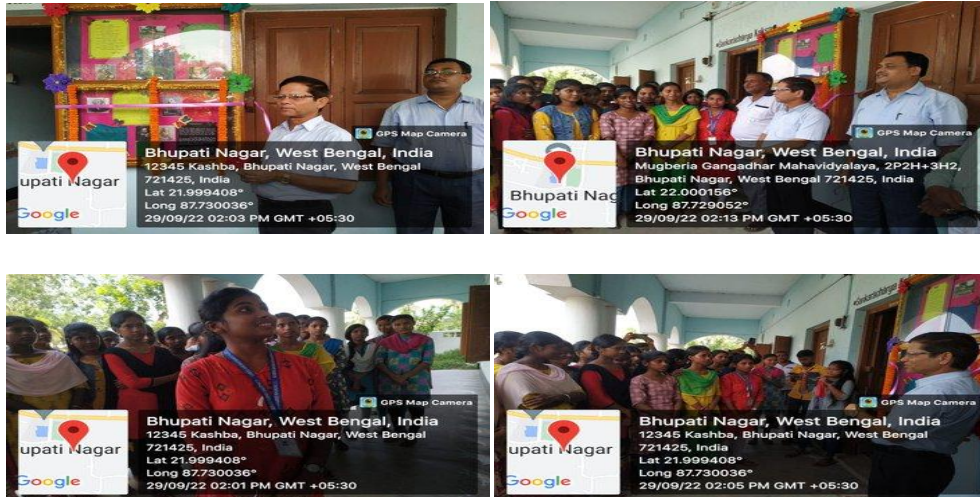 GPS Map Camera
Bhupati Nagar, West Bengal, India
12345 Kashba, Bhupati Nagar, West Bengal
721425, India
Lat 21.999408°
Long 87.730036°
29/09/22 02:03 PM GMT +05:30
upati Nagar
Google
GPS Map Camera
Bhupati Nagar, West Bengal, India
Mugberia Gangadhar Mahavidyalaya, 2P2H+3H2,
Bhupati Nagar, West Bengal 721425, India
Lat 22.000156°
Long 87.729052°
29/09/22 02:13 PM GMT +05:30
Bhupati Nag
Google
GPS Map Camera
Bhupati Nagar, West Bengal, India
12345 Kashba, Bhupati Nagar, West Bengal
721425, India
Lat 21.999408°
Long 87.730036°
29/09/22 02:01 PM GMT +05:30
upati Nagar
Google
GPS Map Camera
Bhupati Nagar, West Bengal, India
12345 Kashba, Bhupati Nagar, West Bengal
721425, India
Lat 21.999408°
Long 87.730036°
29/09/22 02:05 PM GMT +05:30
upati Nagar
Google